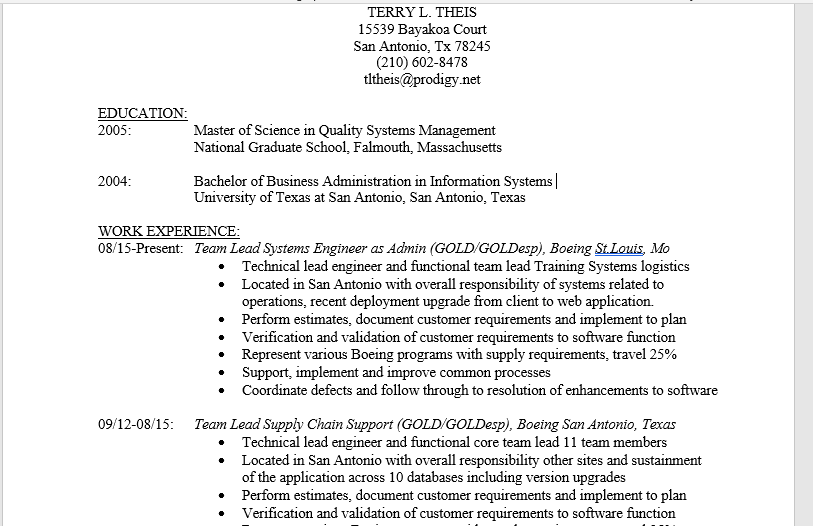 TERRY L. THEIS
15539 Bayakoa Court
San Antonio, Tx 78245
(210) 602-8478
tltheis@prodigy.net
EDUCATION:
2005: Master of Science in Quality Systems Management
National Graduate School, Falmouth, Massachusetts
2004: Bachelor of Business Administration in Information Systems
University of Texas at San Antonio, San Antonio, Texas
WORK EXPERIENCE:
08/15-Present: Team Lead Systems Engineer as Admin (GOLD/GOLDesp), Boeing St.Louis, Mo
• Technical lead engineer and functional team lead Training Systems logistics
• Located in San Antonio with overall responsibility of systems related to
operations, recent deployment upgrade from client to web application.
• Perform estimates, document customer requirements and implement to plan
• Verification and validation of customer requirements to software function
• Represent various Boeing programs with supply requirements, travel 25%
• Support, implement and improve common processes
• Coordinate defects and follow through to resolution of enhancements to software
09/12-08/15: Team Lead Supply Chain Support (GOLD/GOLDesp), Boeing San Antonio, Texas
• Technical lead engineer and functional core team lead 11 team members
• Located in San Antonio with overall responsibility other sites and sustainment
of the application across 10 databases including version upgrades
• Perform estimates, document customer requirements and implement to plan
• Verification and validation of customer requirements to software function